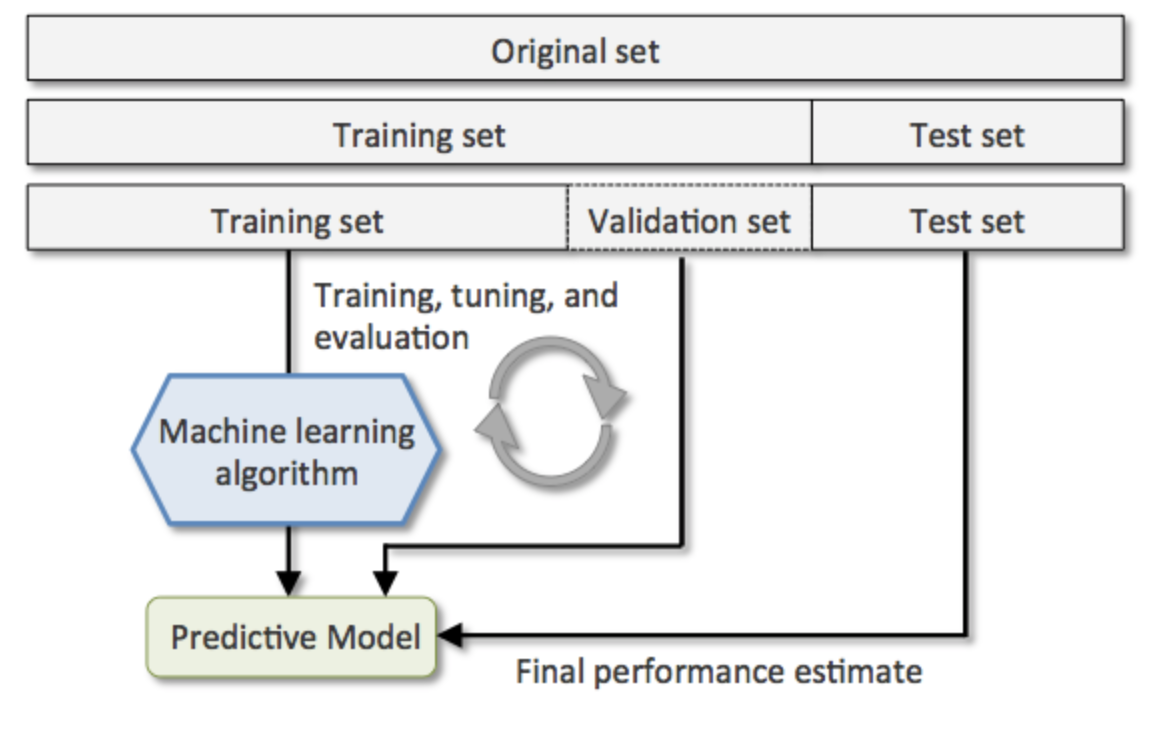 Original set
Training set
Test set
Training set
Validation set
Test set
Training, tuning, and
evaluation
Machine learning
algorithm
Predictive Model
Final performance estimate